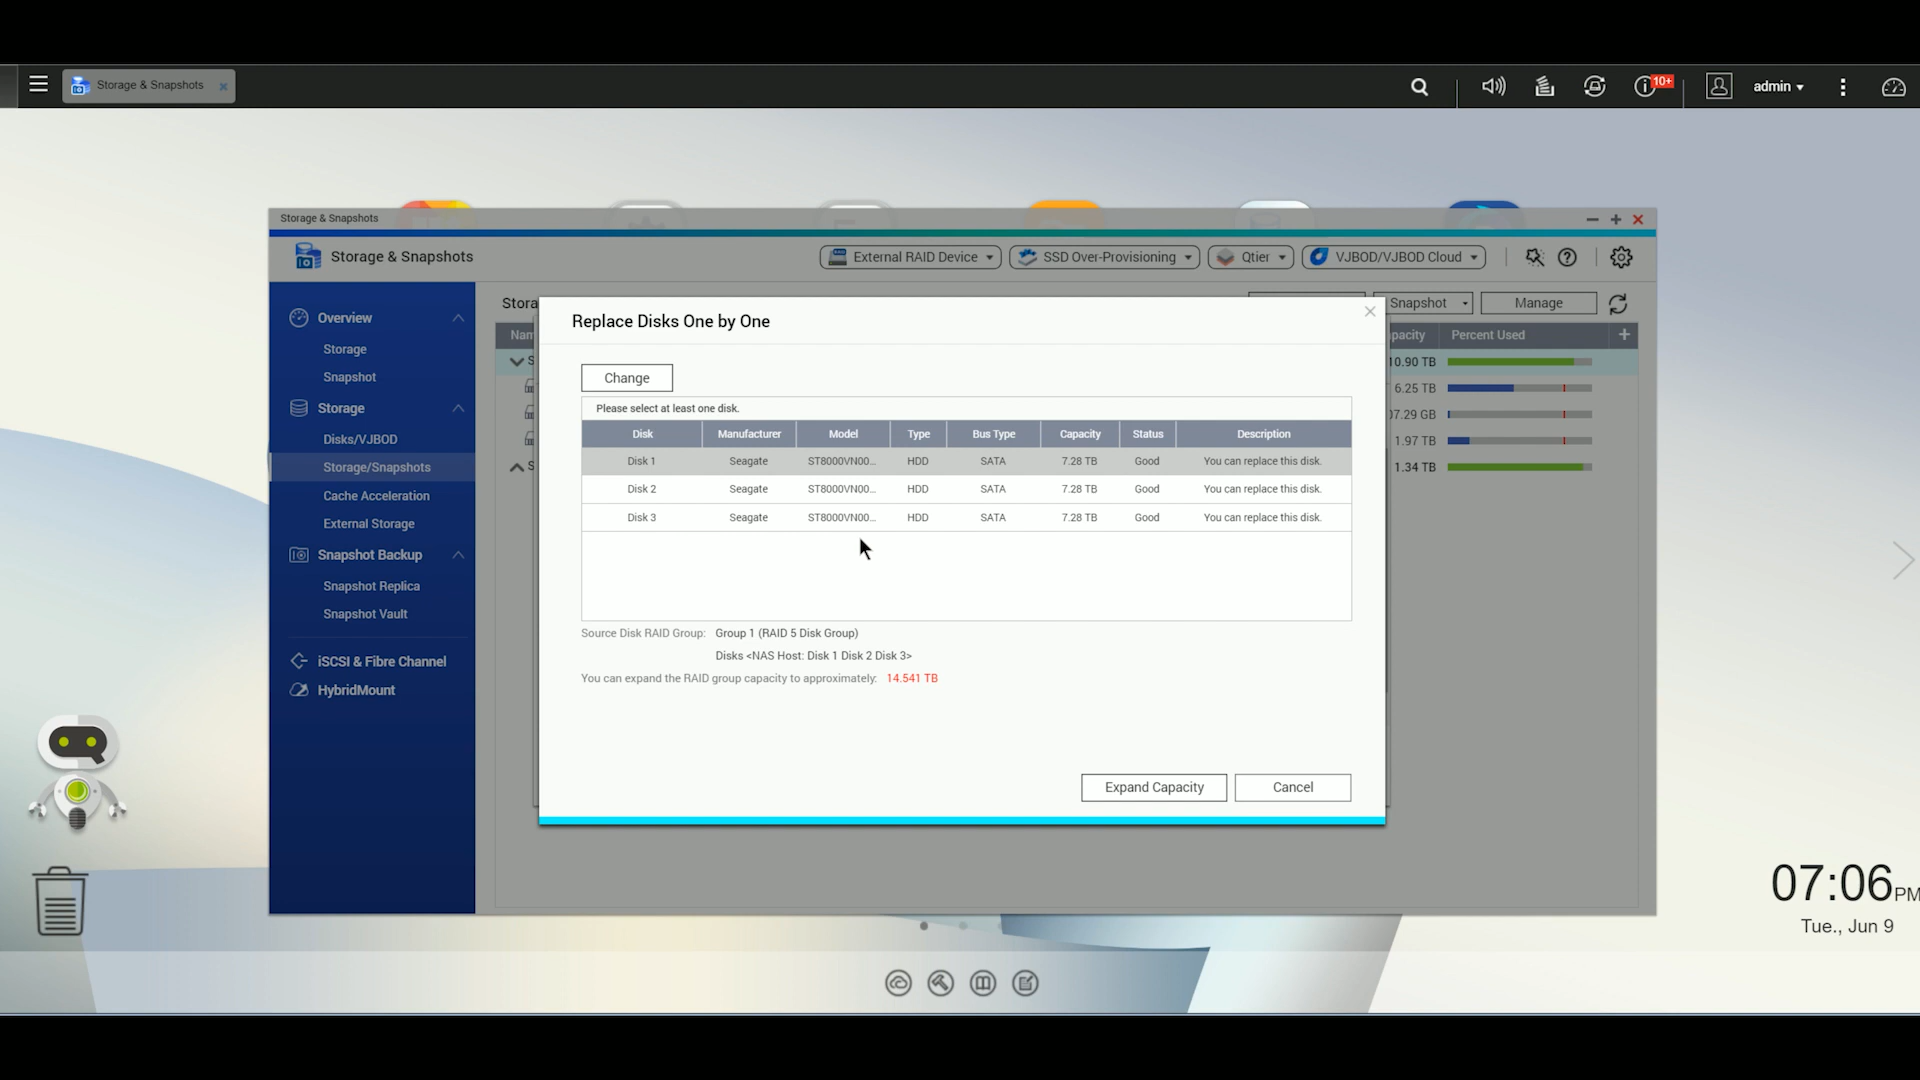 Storage & Snapshots
10+
admin
Storage & Snapshots
Storage & Snapshots
External RAID Device
SSD Over-Provisioning
Qtier
VJBOD/VJBOD Cloud
Overview
Storage
Snapshot
Storage
Disks/VJBOD
Storage/Snapshots
Cache Acceleration
External Storage
Snapshot Backup
Snapshot Replica
Snapshot Vault
iSCSI & Fibre Channel
HybridMount
Snapshot
Manage
Percent Used
10.90 TB
6.25 TB
1.97 TB
1.34 TB
Replace Disks One by One
Change
Please select at least one disk.
Disk Manufacturer Model Type Bus Type Capacity Status Description
Disk 1 Seagate ST8000VN00... HDD SATA 7.28 TB Good You can replace this disk.
Disk 2 Seagate ST8000VN00... HDD SATA 7.28 TB Good You can replace this disk.
Disk 3 Seagate ST8000VN00... HDD SATA 7.28 TB Good You can replace this disk.
Source Disk RAID Group: Group 1 (RAID 5 Disk Group)
Disks <NAS Host: Disk 1 Disk 2 Disk 3>
You can expand the RAID group capacity to approximately: 14.541 TB
Expand Capacity
Cancel
07:06 PM
Tue., Jun 9